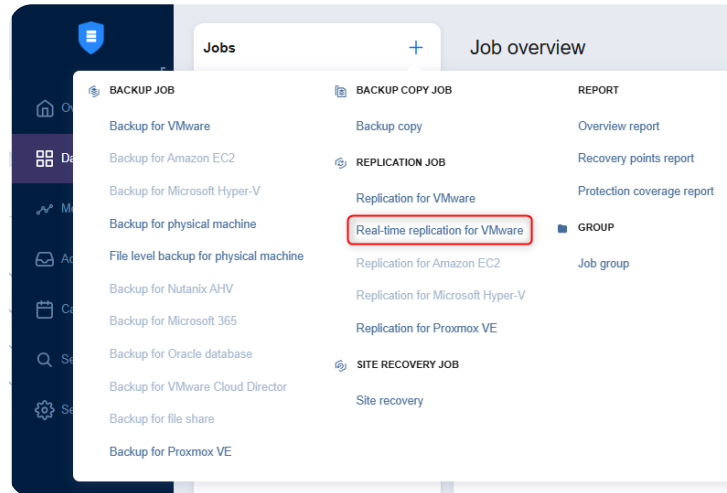 Jobs
+
Job overview
BACKUP JOB
Backup for VMware
Backup for Amazon EC2
Backup for Microsoft Hyper-V
Backup for physical machine
File level backup for physical machine
Backup for Nutanix AHV
Backup for Microsoft 365
Backup for Oracle database
Backup for VMware Cloud Director
Backup for file share
Backup for Proxmox VE
BACKUP COPY JOB
Backup copy
REPLICATION JOB
Replication for VMware
Real-time replication for VMware
Replication for Amazon EC2
Replication for Microsoft Hyper-V
Replication for Proxmox VE
SITE RECOVERY JOB
Site recovery
REPORT
Overview report
Recovery points report
Protection coverage report
GROUP
Job group